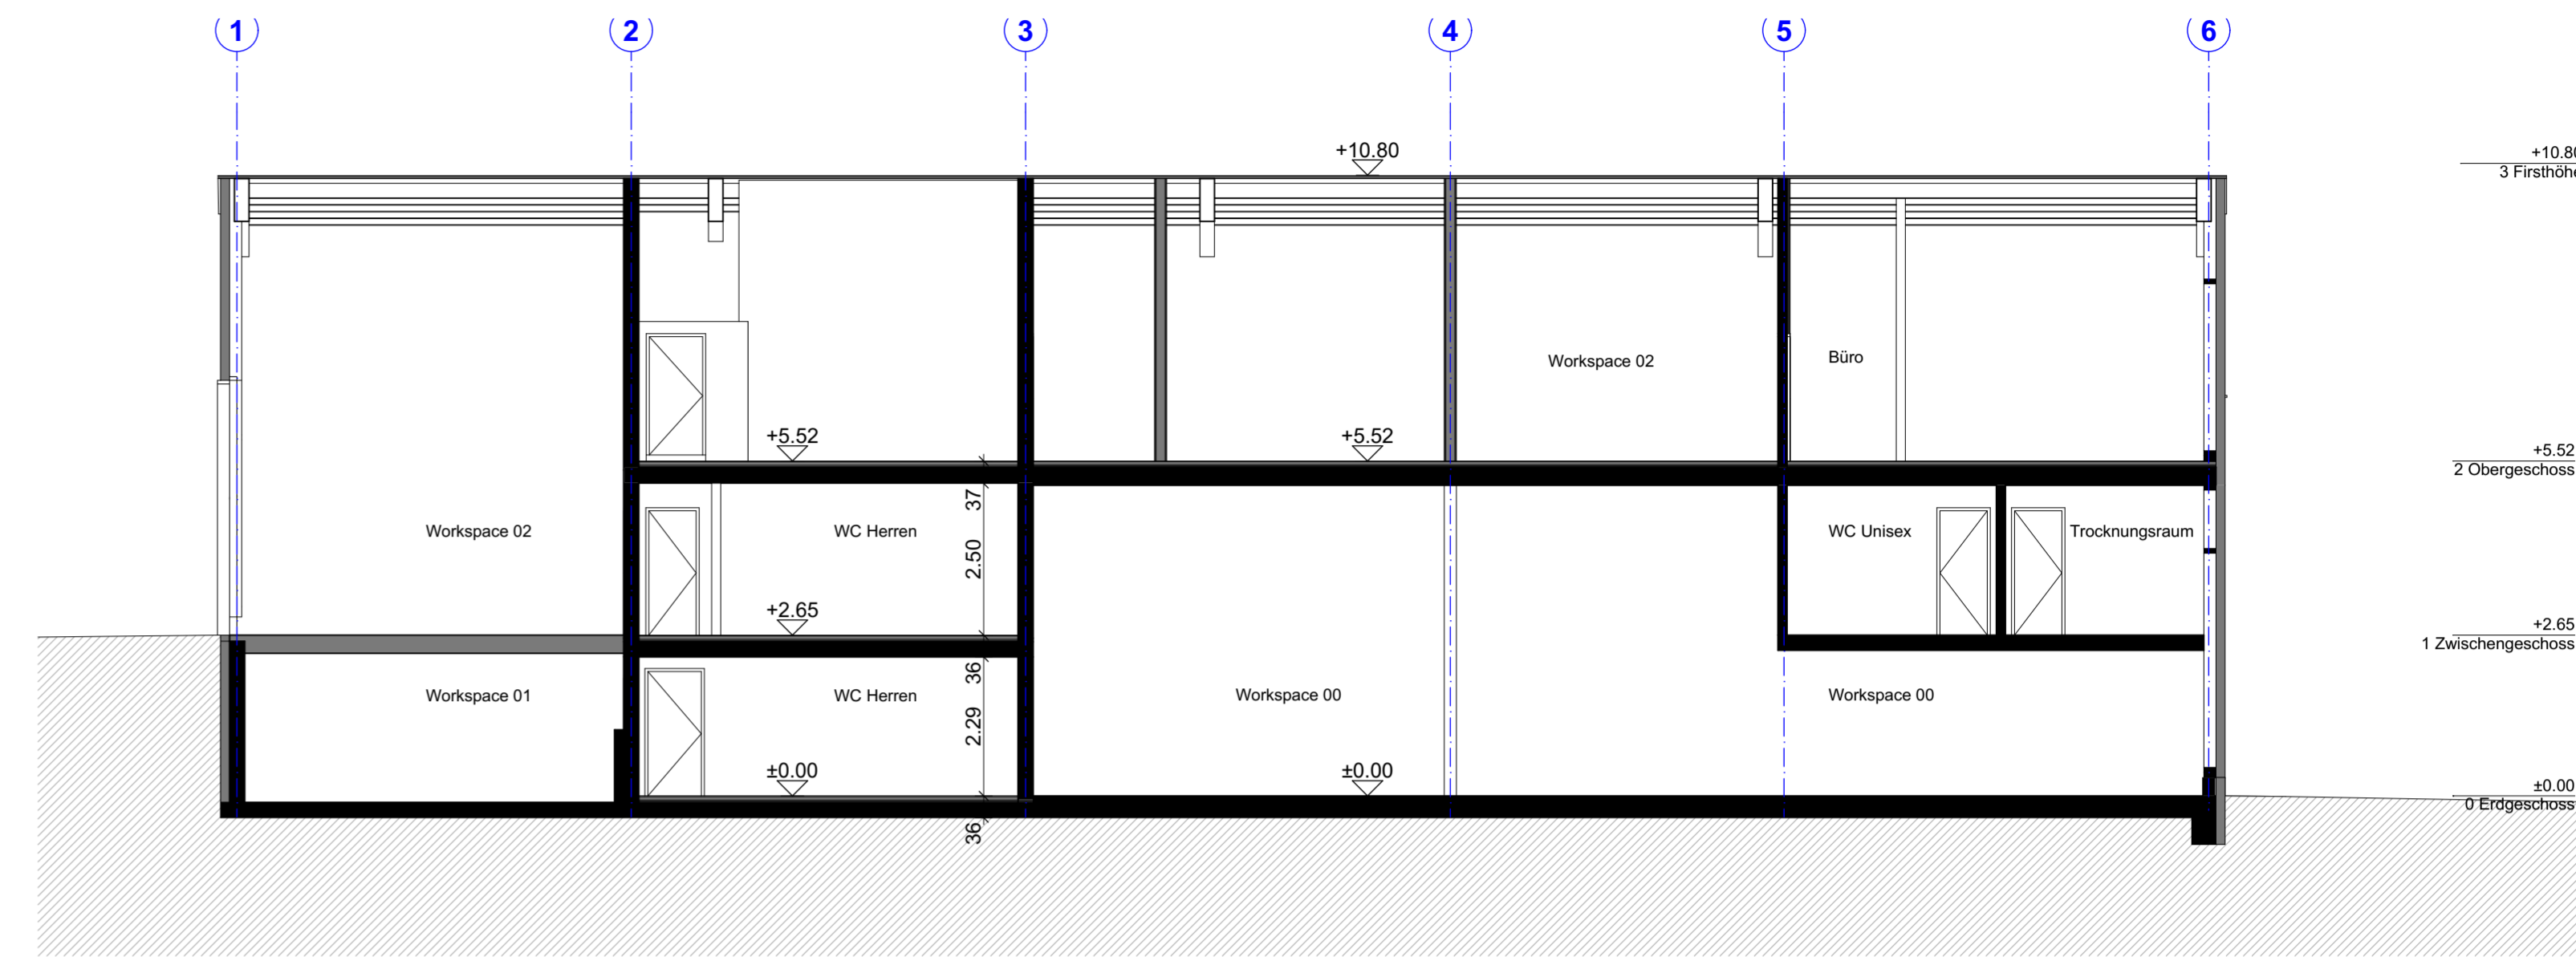 1 2 3 4 5 6
+10.80
+10.80
3 Firsthöhe
Workspace 02
Büro
+5.52
+5.52
+5.52
2 Obergeschoss
37
Workspace 02
WC Herren
2.50
WC Unisex
Trocknungsraum
+2.65
+2.65
1 Zwischengeschoss
36
Workspace 01
WC Herren
Workspace 00
Workspace 00
2.29
±0.00
±0.00
±0.00
0 Erdgeschoss
36